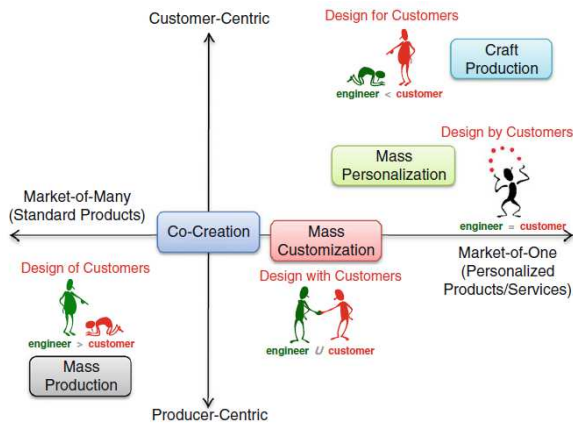 Customer-Centric
Design for Customers
engineer < customer
Craft
Production
Design by Customers
engineer = customer
Mass
Personalization
Market-of-Many
(Standard Products)
Co-Creation
Mass
Customization
Market-of-One
(Personalized
Products/Services)
Design of Customers
engineer > customer
Mass
Production
Design with Customers
engineer U customer
Producer-Centric